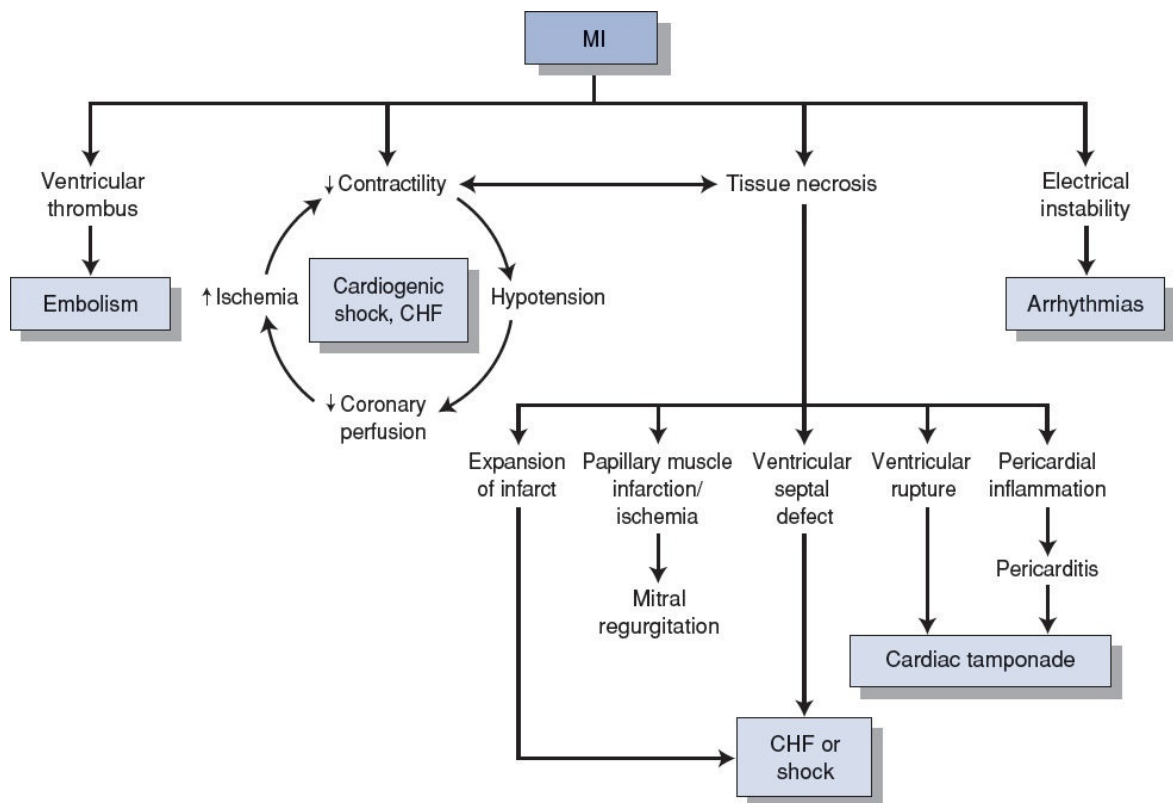 MI
Ventricular
thrombus
↓ Contractility
Tissue necrosis
Electrical
instability
Embolism
↑ Ischemia
Cardiogenic
shock, CHF
Hypotension
Arrhythmias
↓ Coronary
perfusion
Expansion
of infarct
Papillary muscle
infarction/
ischemia
Ventricular
septal
defect
Ventricular
rupture
Pericardial
inflammation
Mitral
regurgitation
Pericarditis
Cardiac tamponade
CHF or
shock